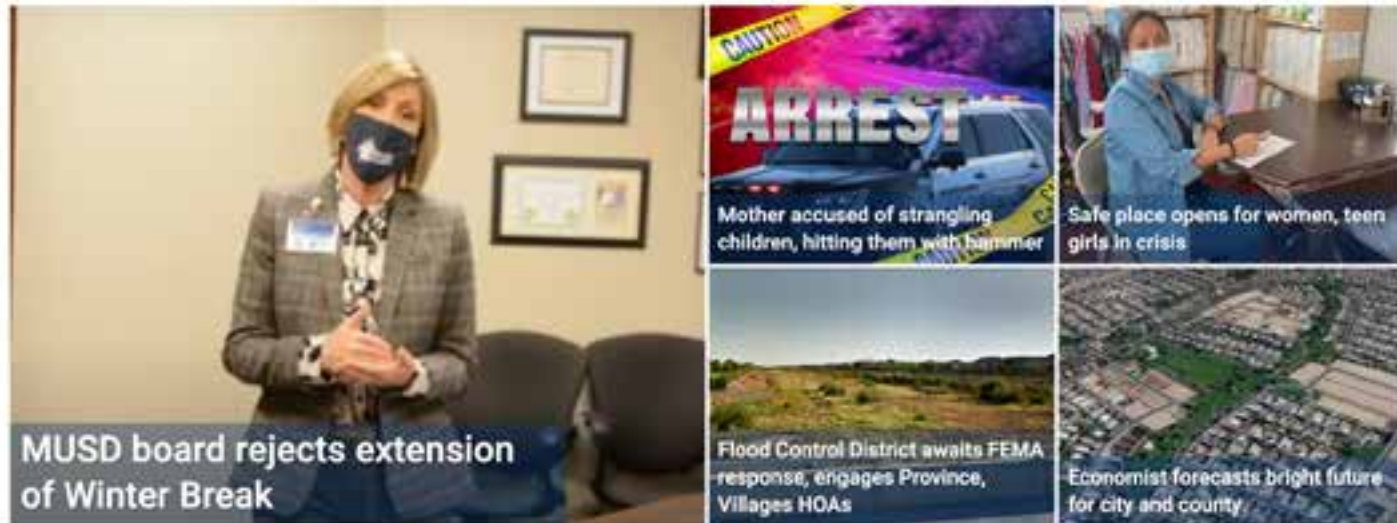 MUSD board rejects extension
of Winter Break
CAUTION
ARREST
Mother accused of strangling
children, hitting them with hammer
CAUTION
Safe place opens for women, teen
girls in crisis
Flood Control District awaits FEMA
response, engages Province,
Villages HOAs
Economist forecasts bright future
for city and county